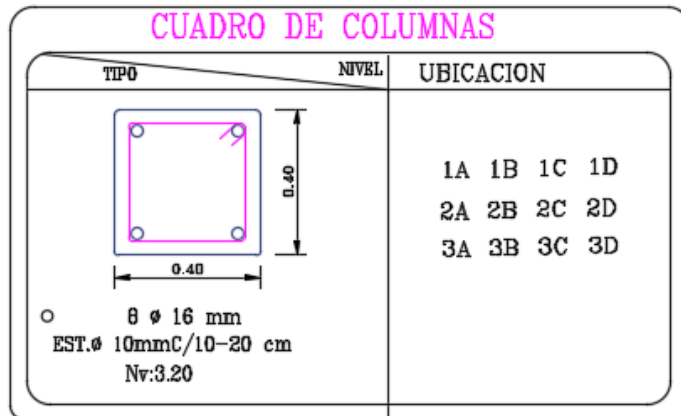 CUADRO DE COLUMNAS
TIPO NIVEL UBICACION
0.40
0.40
8 ø 16 mm
EST.ø 10mmC/10-20 cm
Nv:3.20
1A 1B 1C 1D
2A 2B 2C 2D
3A 3B 3C 3D